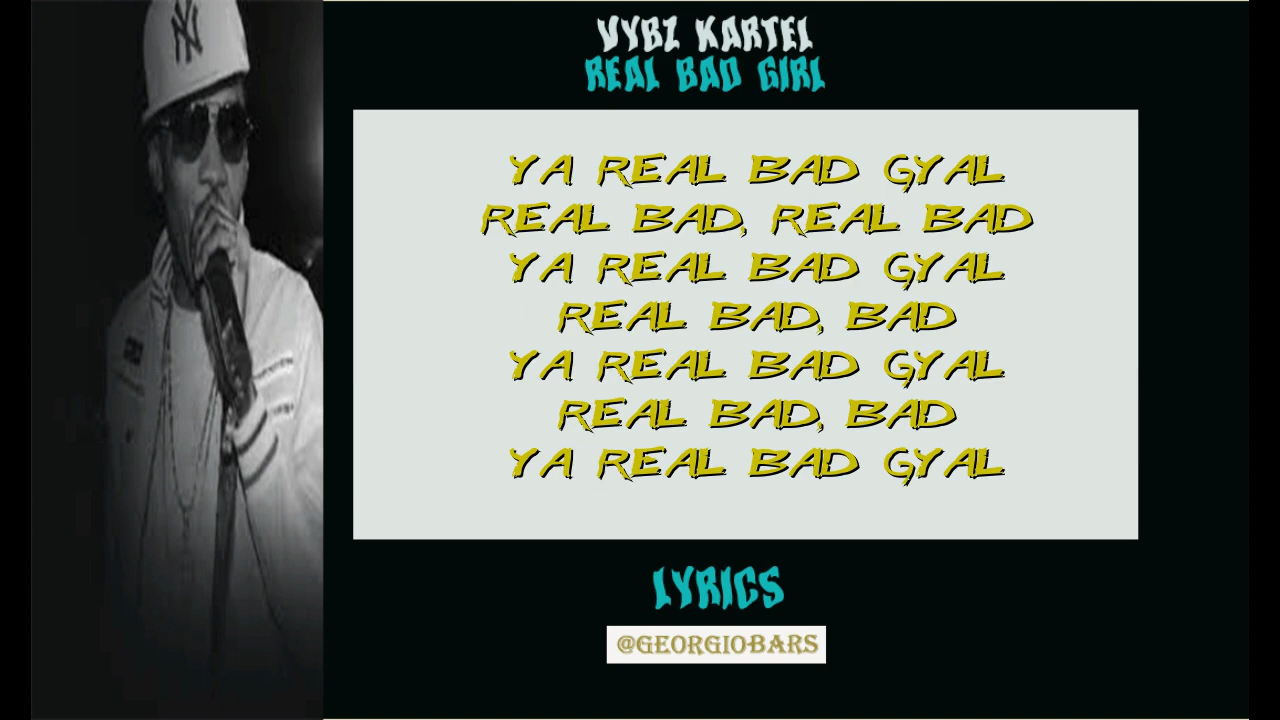 NY
VYBZ KARTEL
REAL BAD GIRL
YA REAL BAD GYAL
REAL BAD, REAL BAD
YA REAL BAD GYAL
REAL BAD, BAD
YA REAL BAD GYAL
REAL BAD, BAD
YA REAL BAD GYAL
LYRICS
@GEORGIOBARS